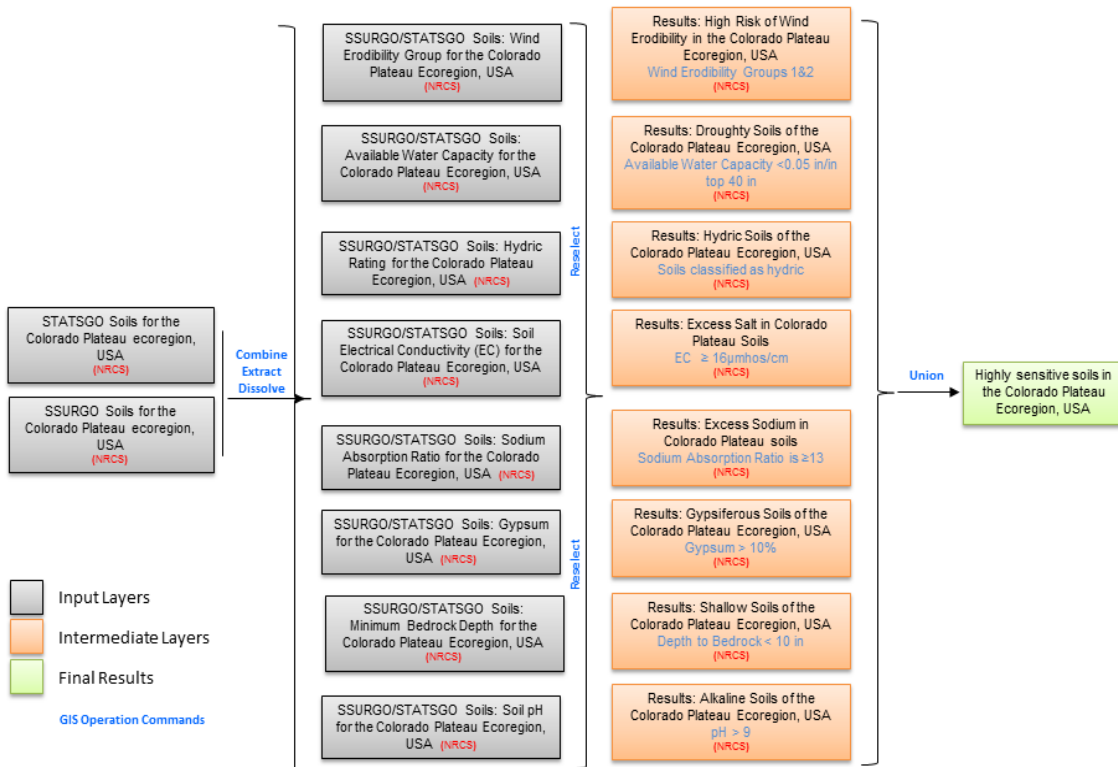 STATSGO Soils for the
Colorado Plateau ecoregion,
USA
(NRCS)
SSURGO Soils for the
Colorado Plateau ecoregion,
USA
(NRCS)
Combine
Extract
Dissolve
SSURGO/STATSGO Soils: Wind
Erodibility Group for the Colorado
Plateau Ecoregion, USA
(NRCS)
SSURGO/STATSGO Soils:
Available Water Capacity for the
Colorado Plateau Ecoregion, USA
(NRCS)
SSURGO/STATSGO Soils: Hydric
Rating for the Colorado Plateau
Ecoregion, USA (NRCS)
SSURGO/STATSGO Soils: Soil
Electrical Conductivity (EC) for the
Colorado Plateau Ecoregion, USA
(NRCS)
SSURGO/STATSGO Soils: Sodium
Absorption Ratio for the Colorado
Plateau Ecoregion, USA (NRCS)
SSURGO/STATSGO Soils: Gypsum
for the Colorado Plateau Ecoregion,
USA (NRCS)
SSURGO/STATSGO Soils:
Minimum Bedrock Depth for the
Colorado Plateau Ecoregion, USA
(NRCS)
SSURGO/STATSGO Soils: Soil pH
for the Colorado Plateau Ecoregion,
USA (NRCS)
Reselect
Reselect
Results: High Risk of Wind
Erodibility in the Colorado Plateau
Ecoregion, USA
Wind Erodibility Groups 1&2
(NRCS)
Results: Droughty Soils of the
Colorado Plateau Ecoregion, USA
Available Water Capacity <0.05 in/in
top 40 in
(NRCS)
Results: Hydric Soils of the
Colorado Plateau Ecoregion, USA
Soils classified as hydric
(NRCS)
Results: Excess Salt in Colorado
Plateau Soils
EC ≥ 16µmhos/cm
(NRCS)
Results: Excess Sodium in
Colorado Plateau soils
Sodium Absorption Ratio is ≥13
(NRCS)
Results: Gypsiferous Soils of the
Colorado Plateau Ecoregion, USA
Gypsum > 10%
(NRCS)
Results: Shallow Soils of the
Colorado Plateau Ecoregion, USA
Depth to Bedrock < 10 in
(NRCS)
Results: Alkaline Soils of the
Colorado Plateau Ecoregion, USA
pH > 9
(NRCS)
Union
Highly sensitive soils in
the Colorado Plateau
Ecoregion, USA
Input Layers
Intermediate Layers
Final Results
GIS Operation Commands